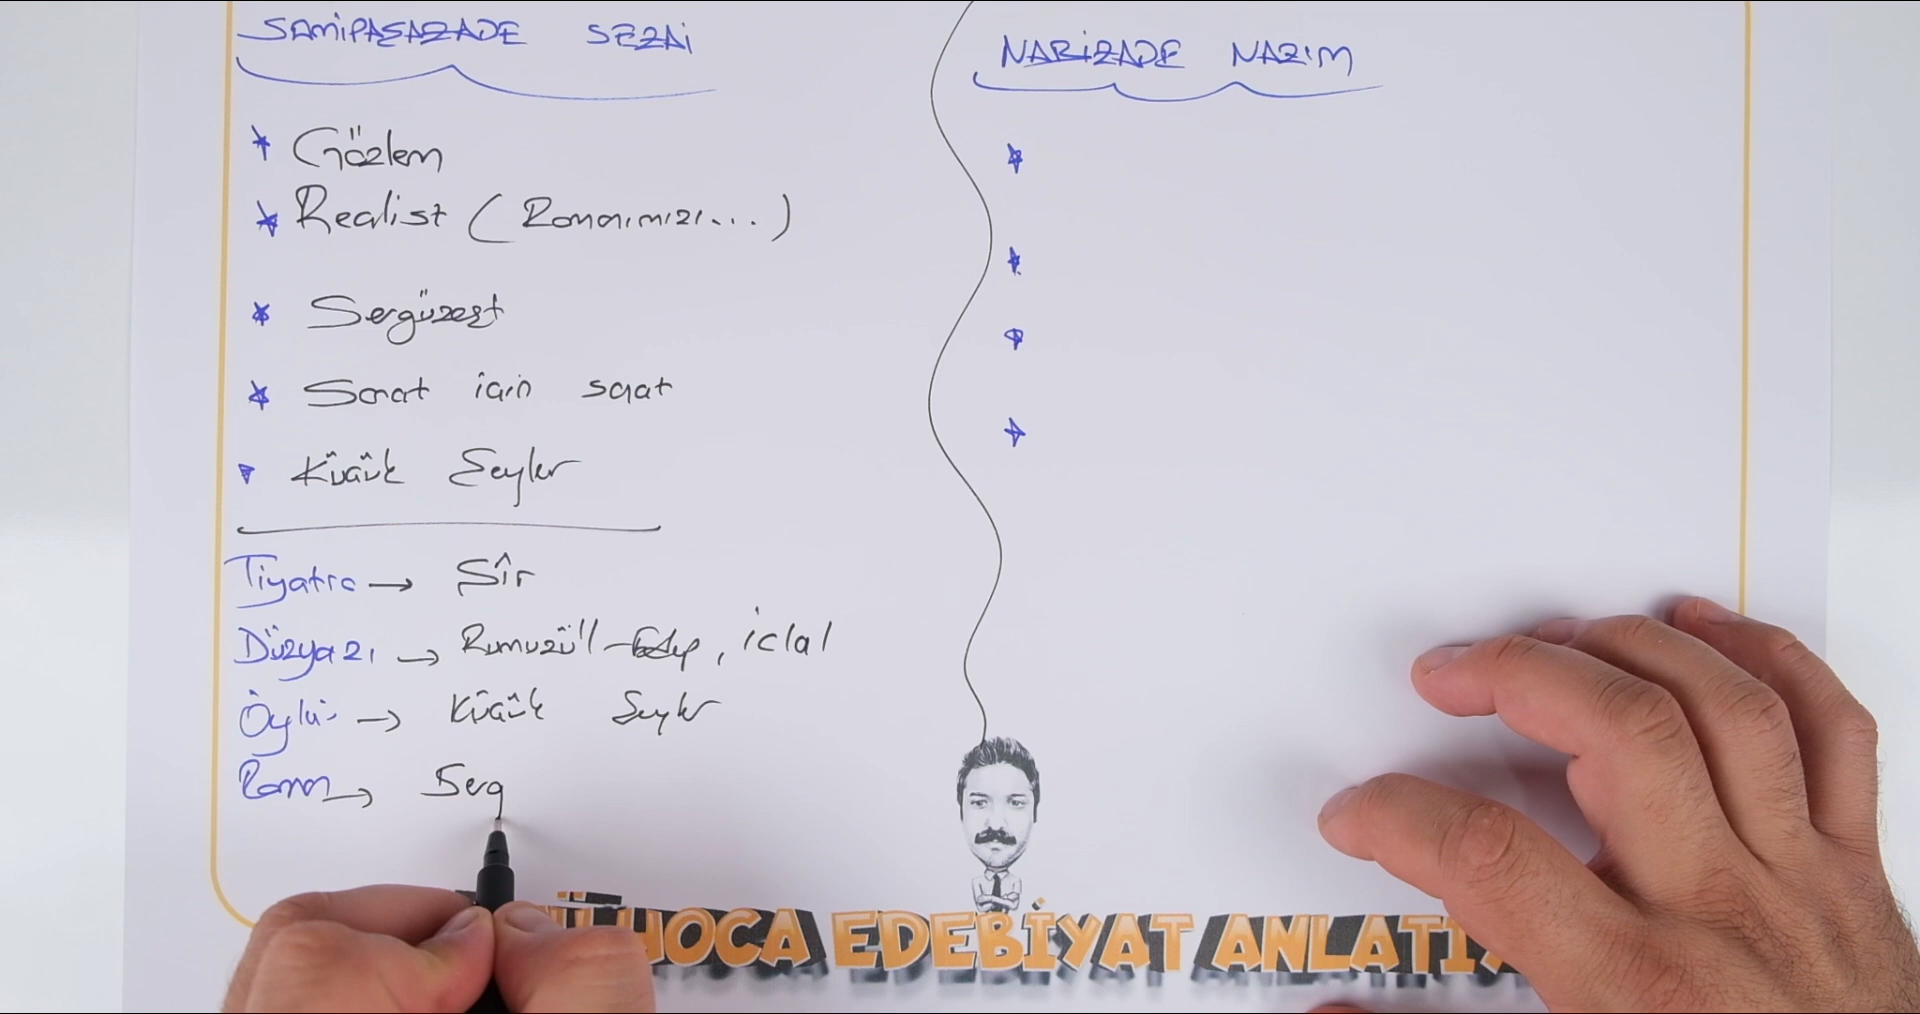 SAMİPAŞAZADE SEZAİ
Gözlem
Realist (Romanımızı...)
Sergüzeşt
Sanat için sanat
Küçük Şeyler
Tiyatro → Şîr
Düzyazı → Rumuzü'l-Edep, İclal
Öykü → Küçük Şeyler
Roman → Serg
NABİZADE NAZIM
HOCA EDEBİYAT ANLATI